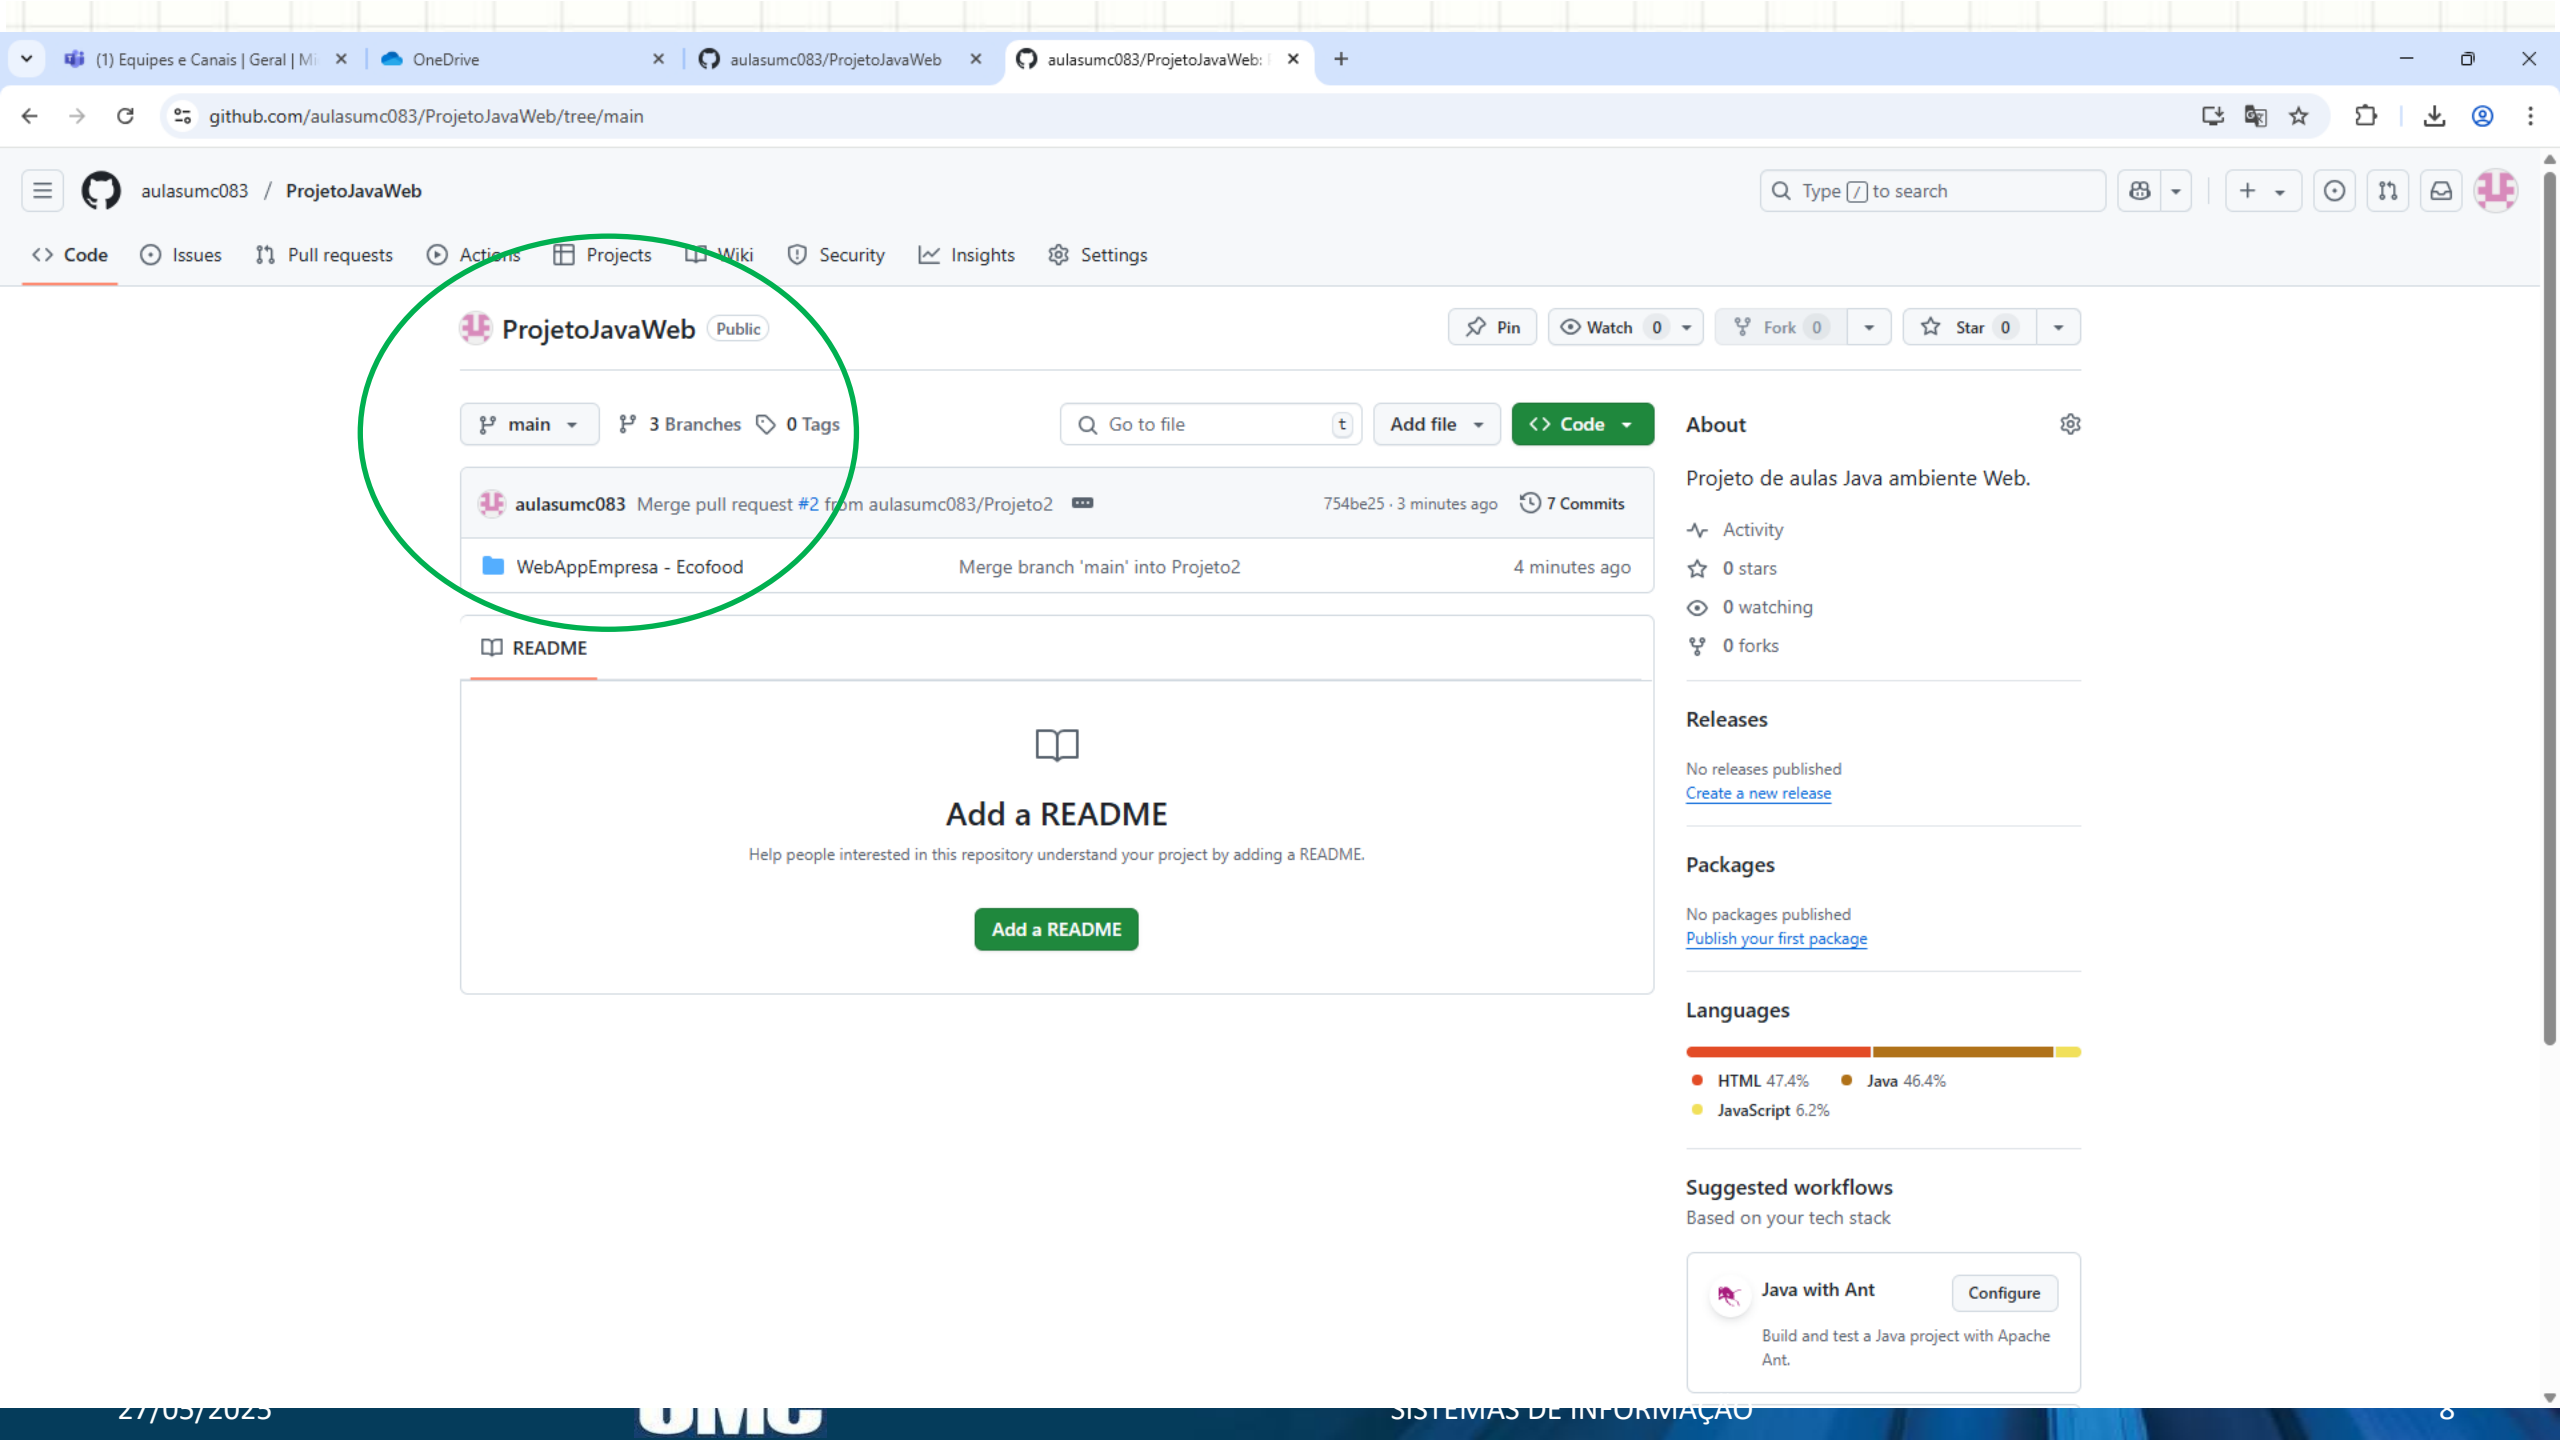 (1) Equipes e Canais | Geral | Mi
OneDrive
aulasumc083/ProjetoJavaWeb
aulasumc083/ProjetoJavaWeb:
github.com/aulasumc083/ProjetoJavaWeb/tree/main
aulasumc083 / ProjetoJavaWeb
Type / to search
Code Issues Pull requests Actions Projects Wiki Security Insights Settings
ProjetoJavaWeb Public
Pin Watch 0 Fork 0 Star 0
main 3 Branches 0 Tags
Go to file t Add file Code
aulasumc083 Merge pull request #2 from aulasumc083/Projeto2
754be25 · 3 minutes ago 7 Commits
WebAppEmpresa - Ecofood Merge branch 'main' into Projeto2 4 minutes ago
README
Add a README
Help people interested in this repository understand your project by adding a README.
Add a README
About
Projeto de aulas Java ambiente Web.
Activity
0 stars
0 watching
0 forks
Releases
No releases published
Create a new release
Packages
No packages published
Publish your first package
Languages
HTML 47.4% Java 46.4%
JavaScript 6.2%
Suggested workflows
Based on your tech stack
Java with Ant Configure
Build and test a Java project with Apache
Ant.
UMC
SISTEMAS DE INFORMAÇÃO
8